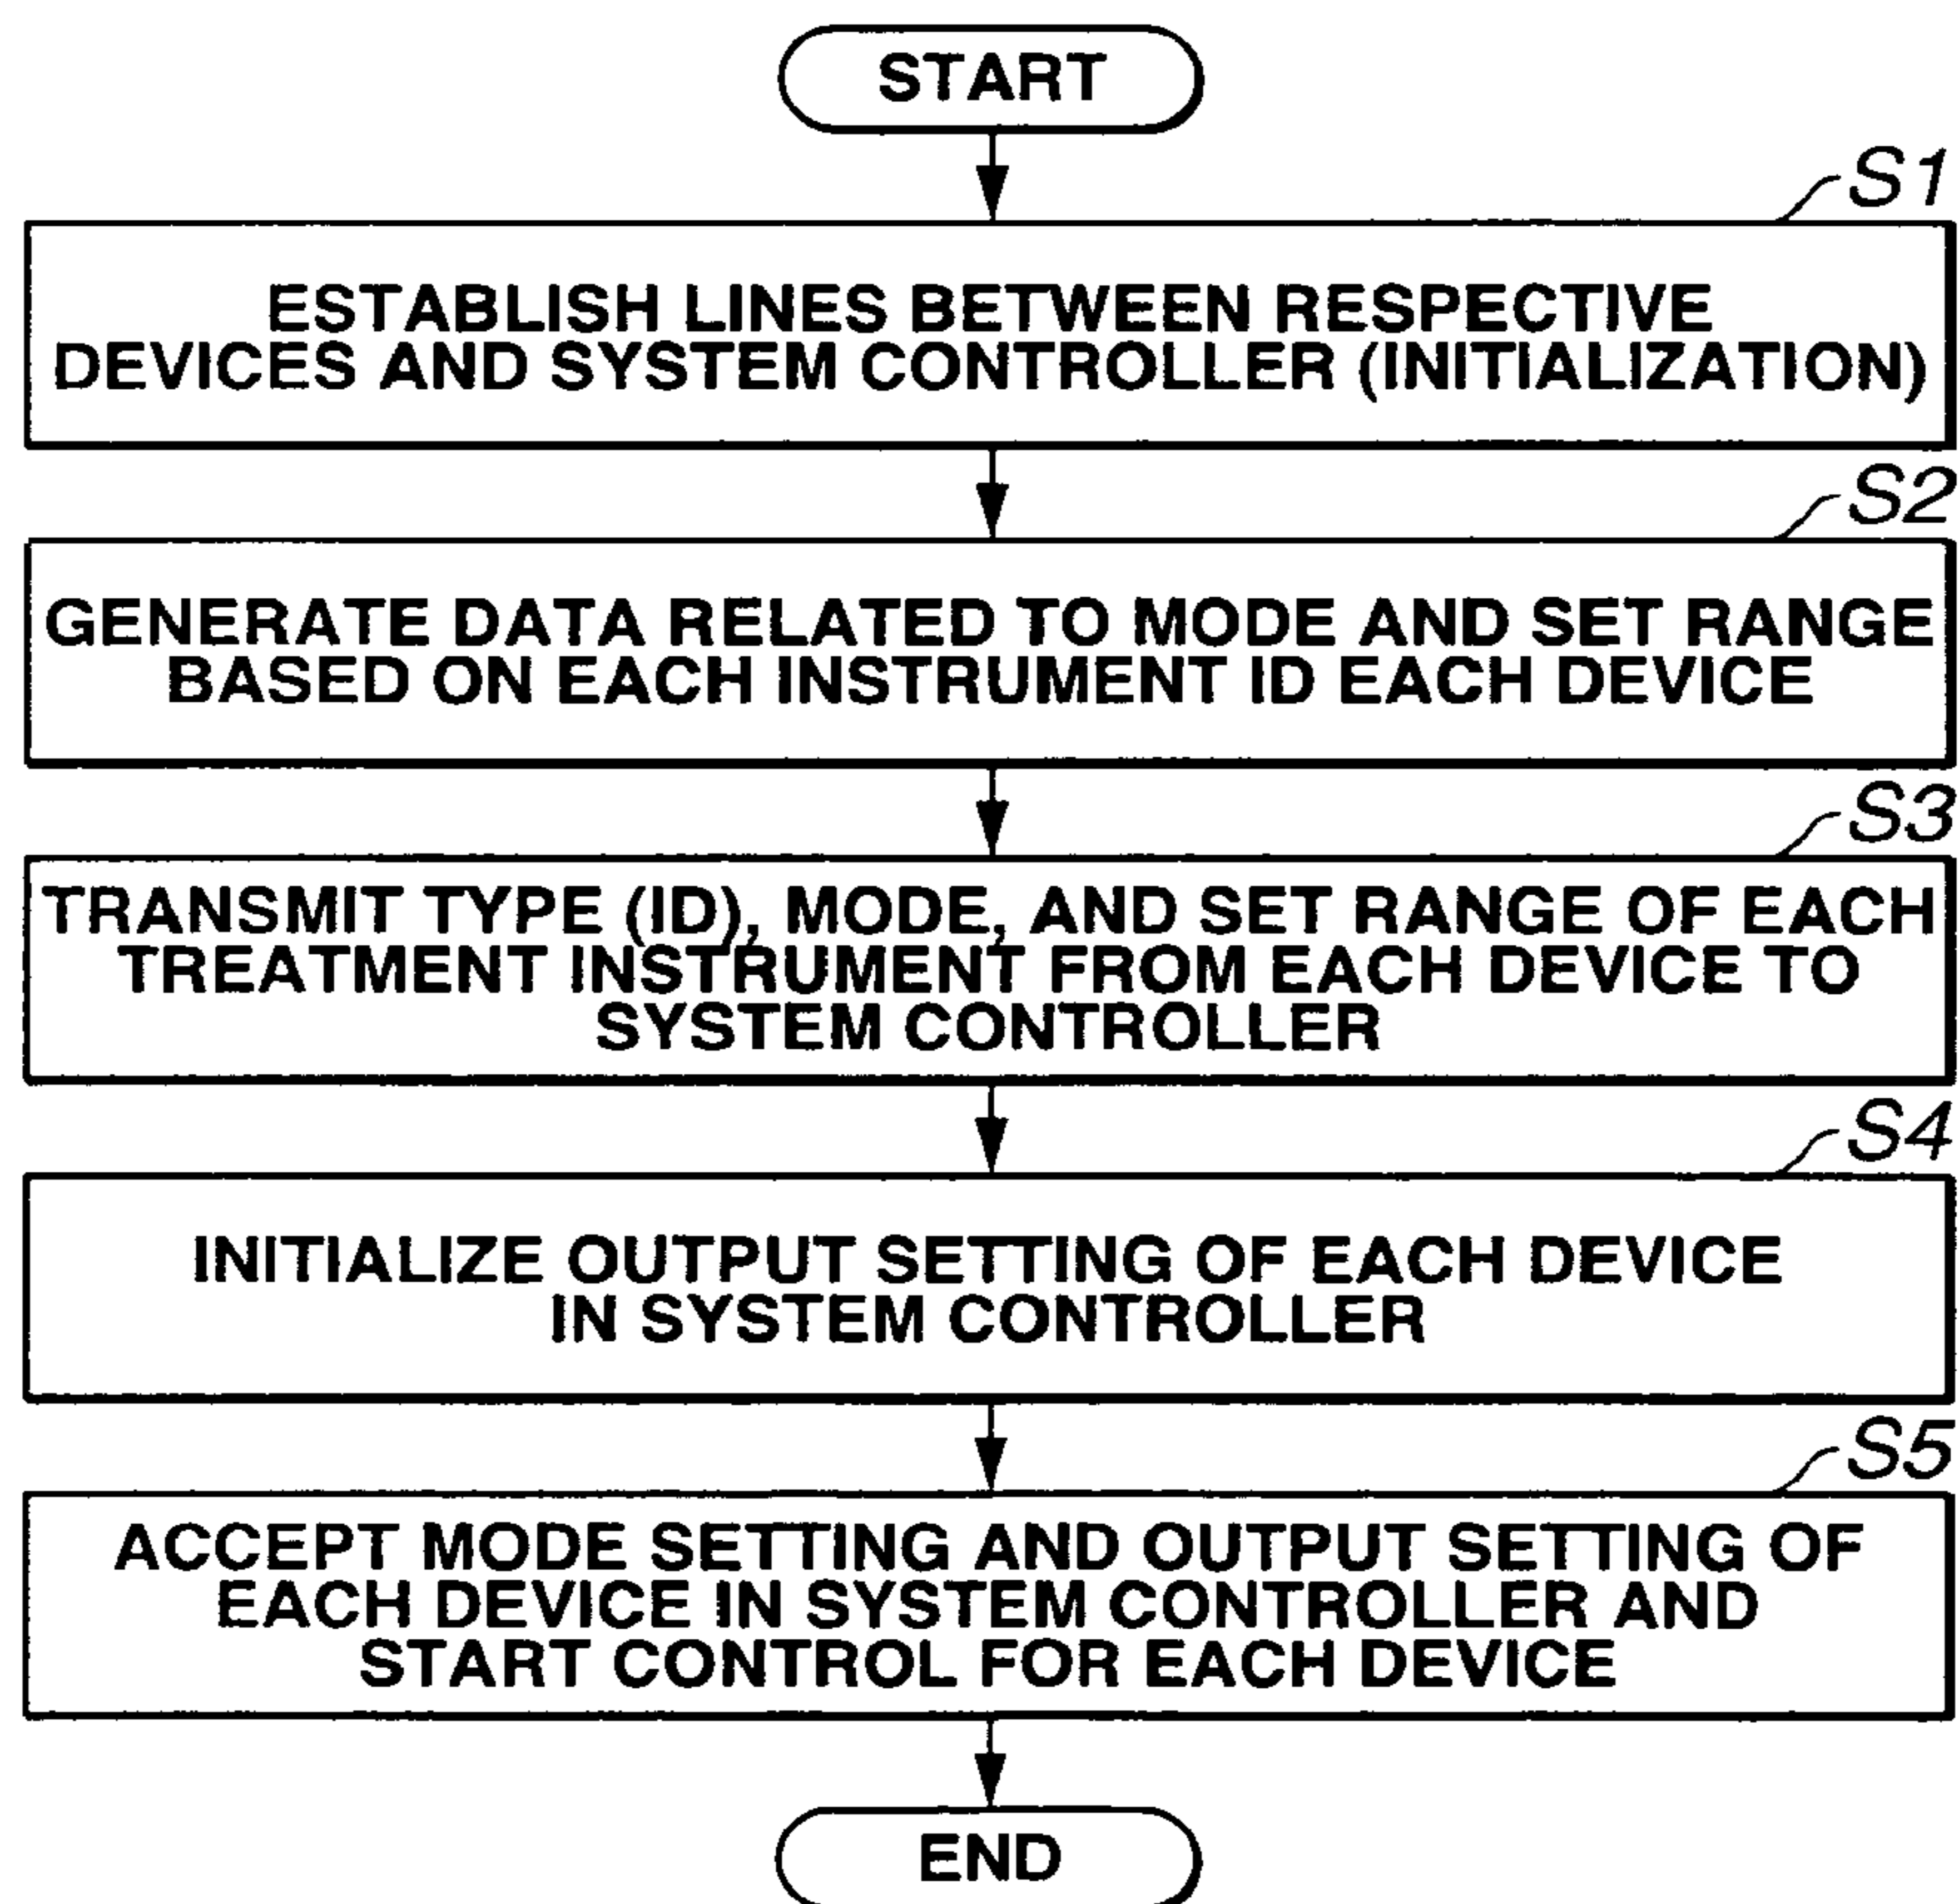 START
S1
ESTABLISH LINES BETWEEN RESPECTIVE
DEVICES AND SYSTEM CONTROLLER (INITIALIZATION)
S2
GENERATE DATA RELATED TO MODE AND SET RANGE
BASED ON EACH INSTRUMENT ID EACH DEVICE
S3
TRANSMIT TYPE (ID), MODE, AND SET RANGE OF EACH
TREATMENT INSTRUMENT FROM EACH DEVICE TO
SYSTEM CONTROLLER
S4
INITIALIZE OUTPUT SETTING OF EACH DEVICE
IN SYSTEM CONTROLLER
S5
ACCEPT MODE SETTING AND OUTPUT SETTING OF
EACH DEVICE IN SYSTEM CONTROLLER AND
START CONTROL FOR EACH DEVICE
END